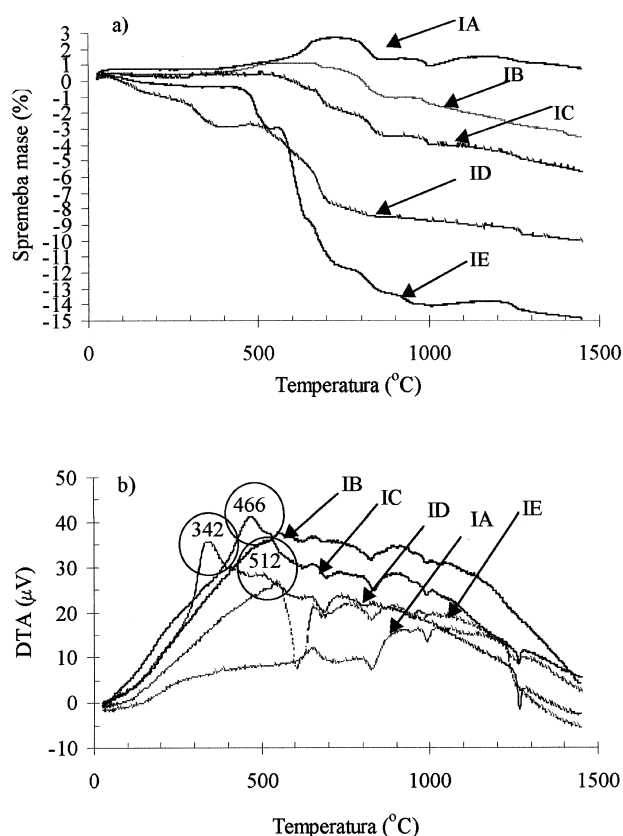 a)
3
2
1
0
-1
-2
-3
-4
-5
-6
-7
-8
-9
-10
-11
-12
-13
-14
-15
Spremeba mase (%)
IA
IB
IC
ID
IE
0
500
1000
1500
Temperatura (°C)
b)
50
40
30
20
10
0
-10
DTA (μV)
342
466
512
IB
IC
ID
IA
IE
0
500
1000
1500
Temperatura (°C)